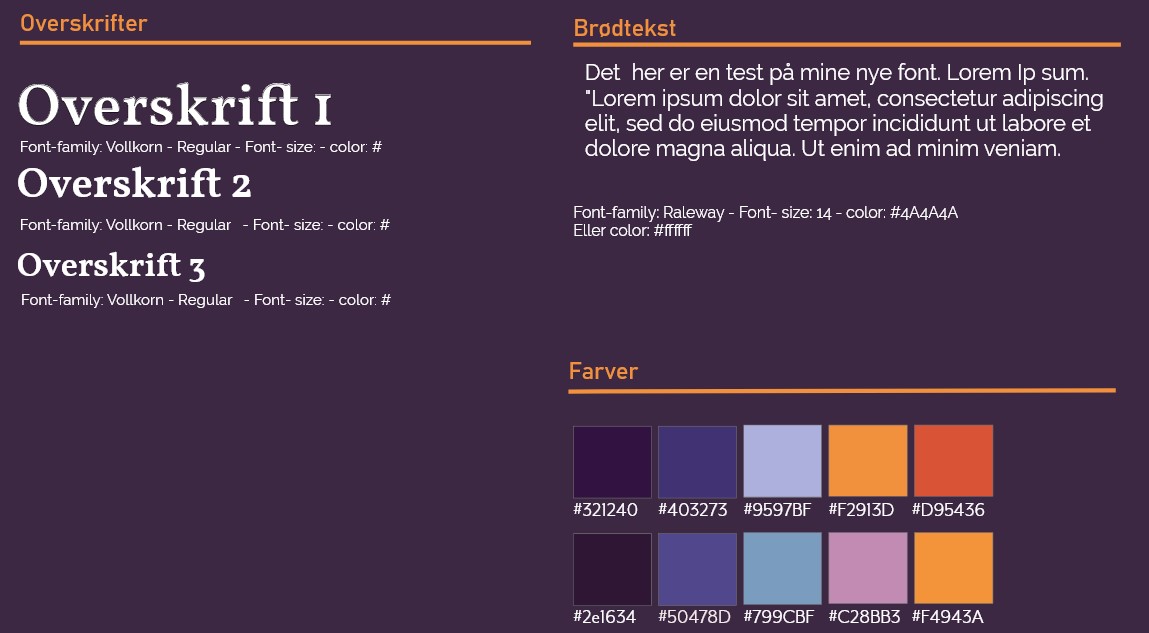 Overskrifter
Overskrift 1
Font-family: Vollkorn - Regular - Font- size: - color: #
Overskrift 2
Font-family: Vollkorn - Regular - Font- size: - color: #
Overskrift 3
Font-family: Vollkorn - Regular - Font- size: - color: #
Brødtekst
Det her er en test på mine nye font. Lorem Ip sum.
"Lorem ipsum dolor sit amet, consectetur adipiscing
elit, sed do eiusmod tempor incididunt ut labore et
dolore magna aliqua. Ut enim ad minim veniam.
Font-family: Raleway - Font- size: 14 - color: #4A4A4A
Eller color: #ffffff
Farver
#321240 #403273 #9597BF #F2913D #D95436
#2e1634 #50478D #799CBF #C28BB3 #F4943A